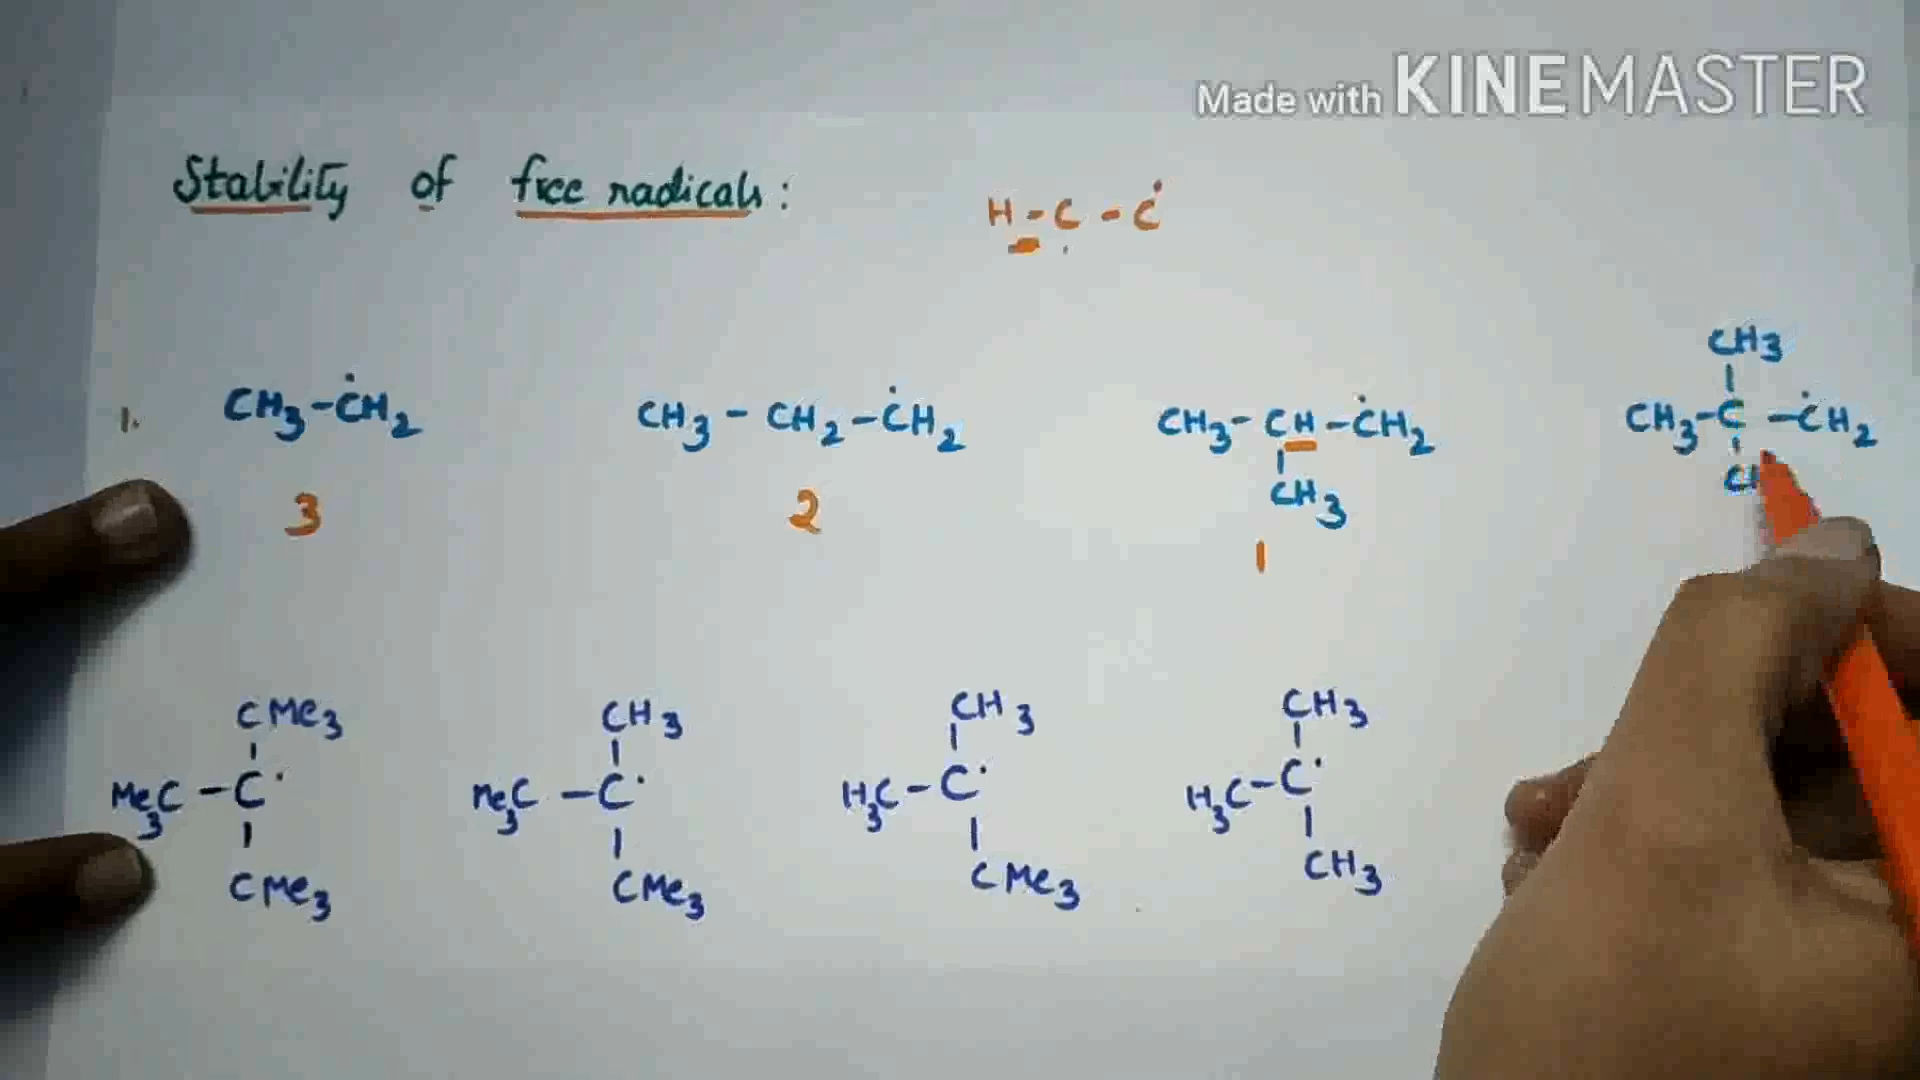 Made with KINEMASTER
Stability of free radicals:
H-C-Ċ
1. CH3-ĊH2
CH3-CH2-ĊH2
CH3-CH-ĊH2
CH3
CH3
CH3-C-ĊH2
3
2
1
CMe3
Me3C-C·
CMe3
CH3
Me3C-C·
CMe3
CH3
H3C-C·
CMe3
CH3
H3C-C·
CH3